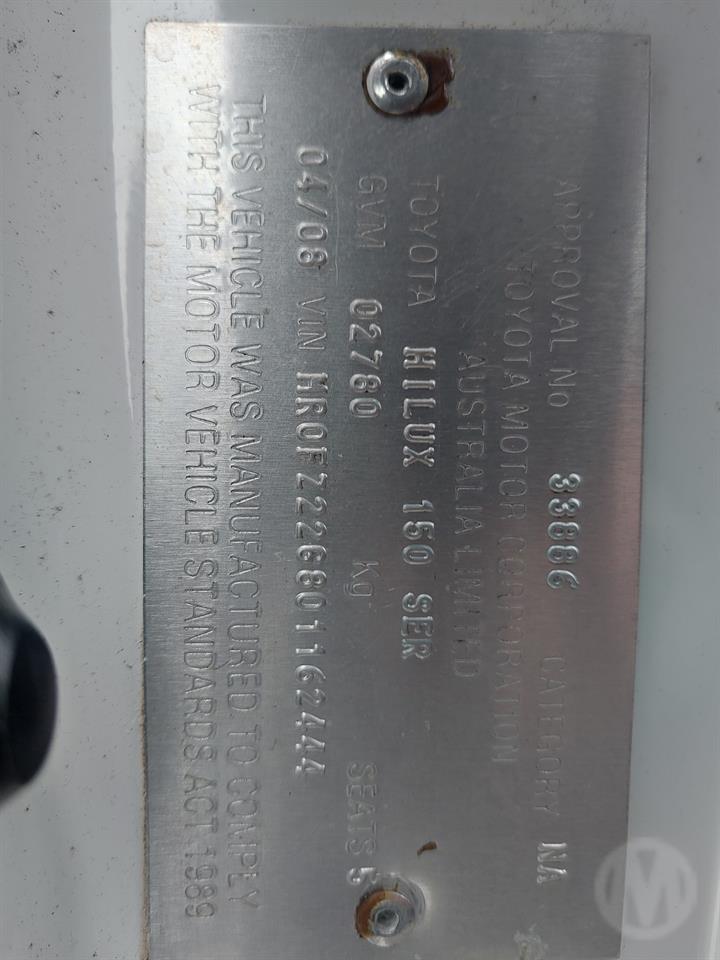 APPROVAL No 33886 CATEGORY NA
TOYOTA MOTOR CORPORATION
AUSTRALIA LIMITED
TOYOTA HILUX 150 SER
GVM 02780 kg SEATS 5
04/08 VIN MR0FZ22G801162444
THIS VEHICLE WAS MANUFACTURED TO COMPLY
WITH THE MOTOR VEHICLE STANDARDS ACT 1989
M